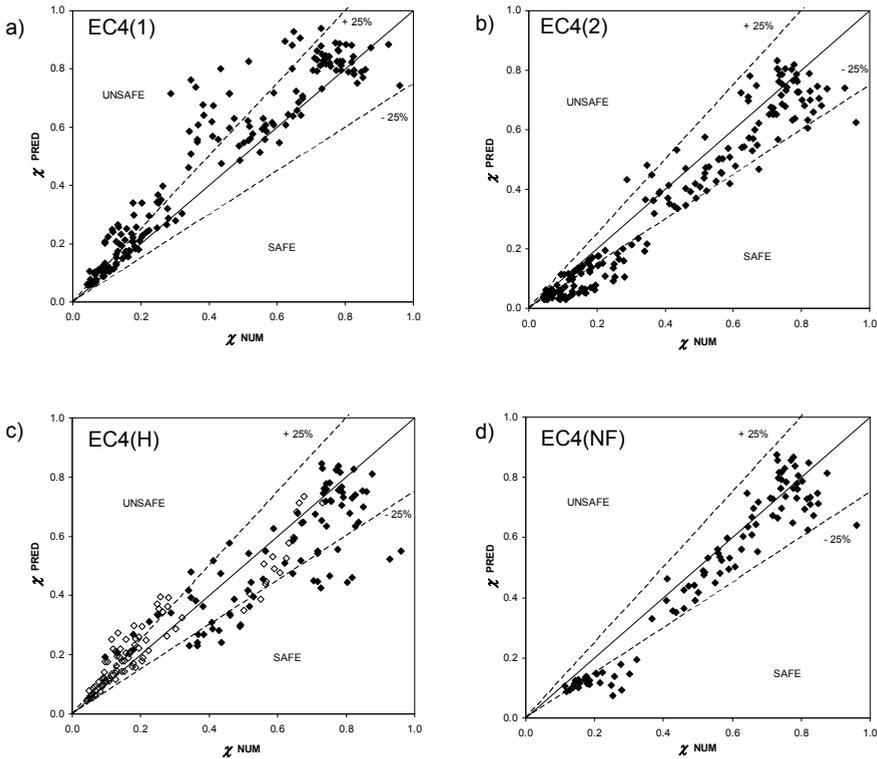 a)
EC4(1)
+ 25%
UNSAFE
- 25%
SAFE
χ PRED
1.0
0.8
0.6
0.4
0.2
0.0
0.0 0.2 0.4 0.6 0.8 1.0
χ NUM
b)
EC4(2)
+ 25%
- 25%
UNSAFE
SAFE
χ PRED
1.0
0.8
0.6
0.4
0.2
0.0
0.0 0.2 0.4 0.6 0.8 1.0
χ NUM
c)
EC4(H)
+ 25%
UNSAFE
- 25%
SAFE
χ PRED
1.0
0.8
0.6
0.4
0.2
0.0
0.0 0.2 0.4 0.6 0.8 1.0
χ NUM
d)
EC4(NF)
+ 25%
UNSAFE
- 25%
SAFE
χ PRED
1.0
0.8
0.6
0.4
0.2
0.0
0.0 0.2 0.4 0.6 0.8 1.0
χ NUM